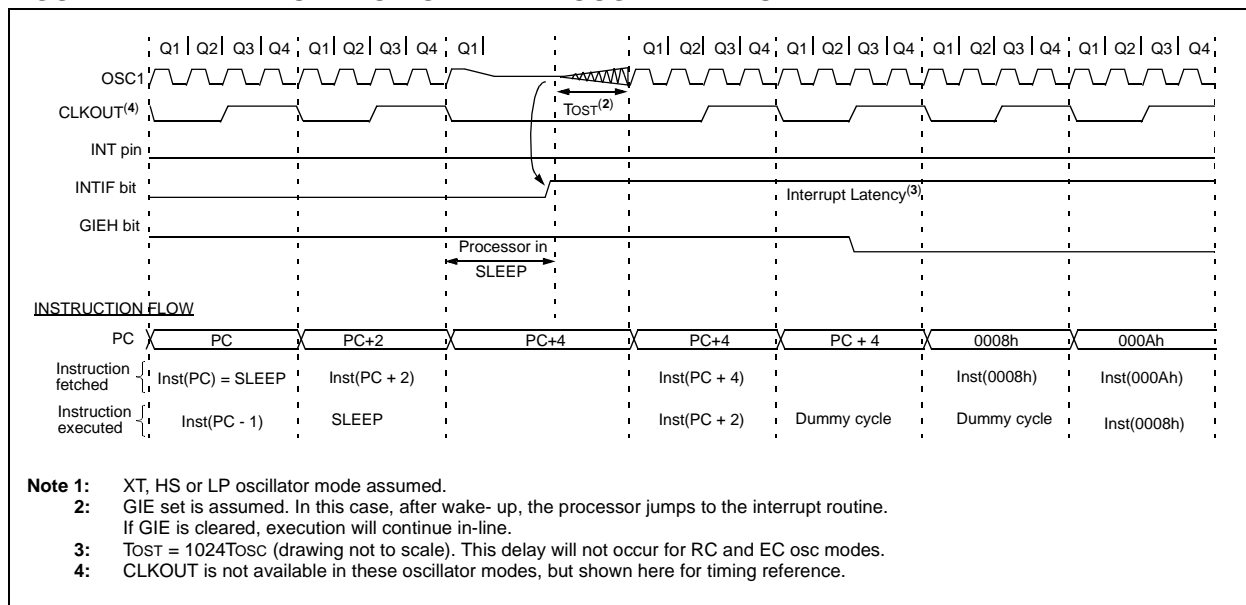 Q1 Q2 Q3 Q4 Q1 Q2 Q3 Q4 Q1 Q1 Q2 Q3 Q4 Q1 Q2 Q3 Q4 Q1 Q2 Q3 Q4 Q1 Q2 Q3 Q4
OSC1
TOST(2)
CLKOUT(4)
INT pin
INTIF bit
Interrupt Latency(3)
GIEH bit
Processor in
SLEEP
INSTRUCTION FLOW
PC PC PC+2 PC+4 PC+4 PC + 4 0008h 000Ah
Instruction
fetched
Inst(PC) = SLEEP Inst(PC + 2) Inst(PC + 4) Inst(0008h) Inst(000Ah)
Instruction
executed
Inst(PC - 1) SLEEP Inst(PC + 2) Dummy cycle Dummy cycle Inst(0008h)
Note 1: XT, HS or LP oscillator mode assumed.
2: GIE set is assumed. In this case, after wake- up, the processor jumps to the interrupt routine.
If GIE is cleared, execution will continue in-line.
3: TOST = 1024TOSC (drawing not to scale). This delay will not occur for RC and EC osc modes.
4: CLKOUT is not available in these oscillator modes, but shown here for timing reference.